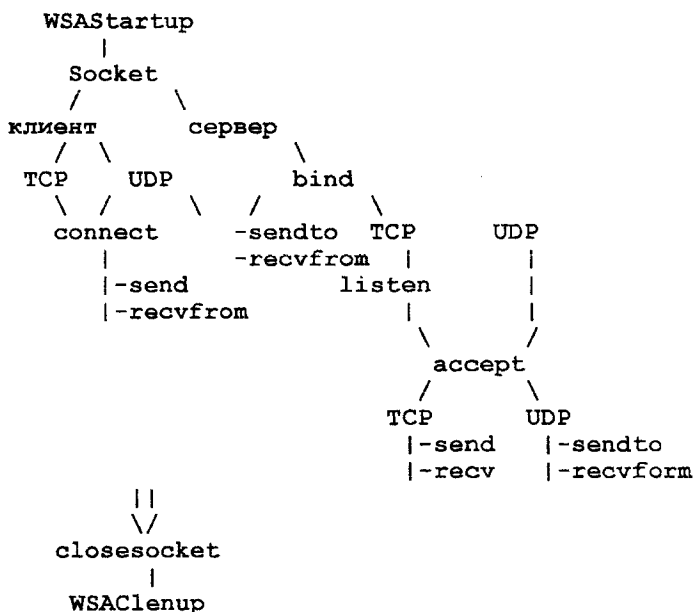 WSAStartup
|
Socket
/ \
клиент сервер
/ \ \
TCP UDP bind
\ / \ / \
connect -sendto TCP UDP
| -recvfrom | |
|-send listen |
|-recvfrom | |
\ /
accept
/ \
TCP UDP
|-send |-sendto
|-recv |-recvform
||
\/
closesocket
|
WSAClenup